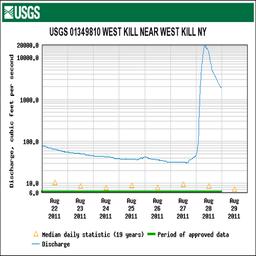 USGS
USGS 01349810 WEST KILL NEAR WEST KILL NY
Discharge, cubic feet per second
20000.0
10000.0
1000.0
100.0
10.0
6.0
Aug 22 2011
Aug 23 2011
Aug 24 2011
Aug 25 2011
Aug 26 2011
Aug 27 2011
Aug 28 2011
Aug 29 2011
Median daily statistic (19 years)
Period of approved data
Discharge